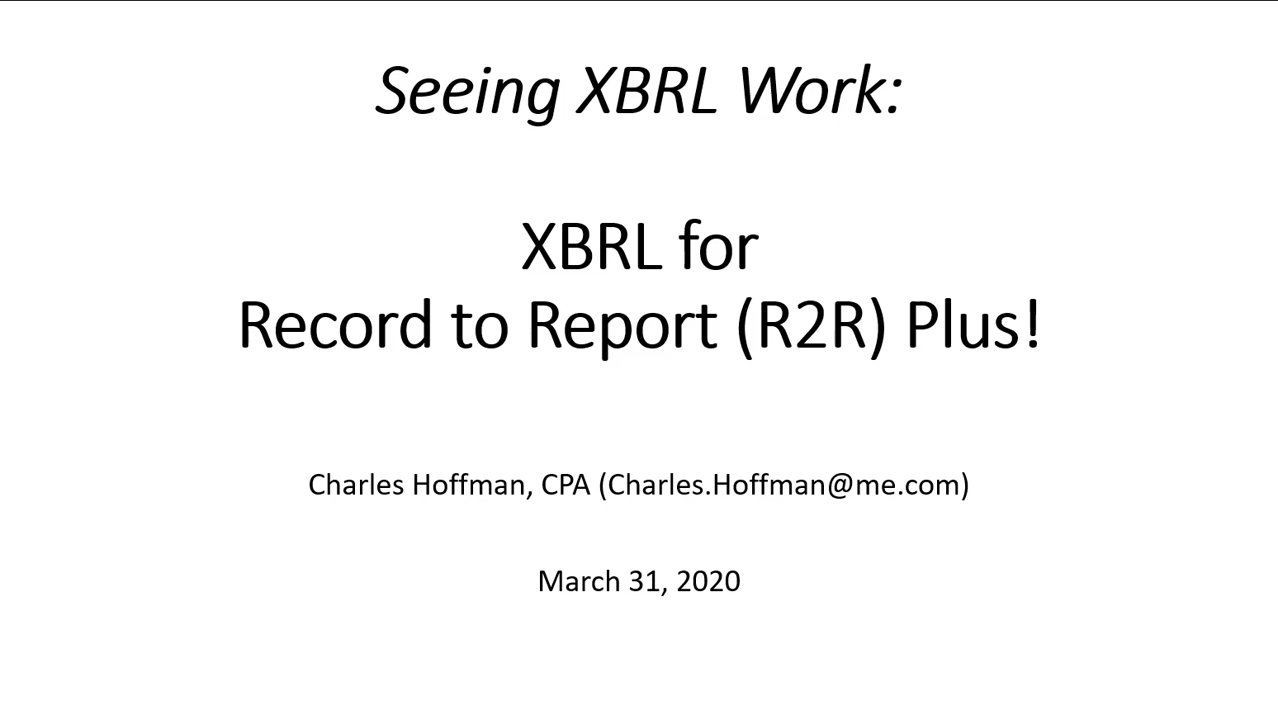 Seeing XBRL Work:
XBRL for
Record to Report (R2R) Plus!
Charles Hoffman, CPA (Charles.Hoffman@me.com)
March 31, 2020